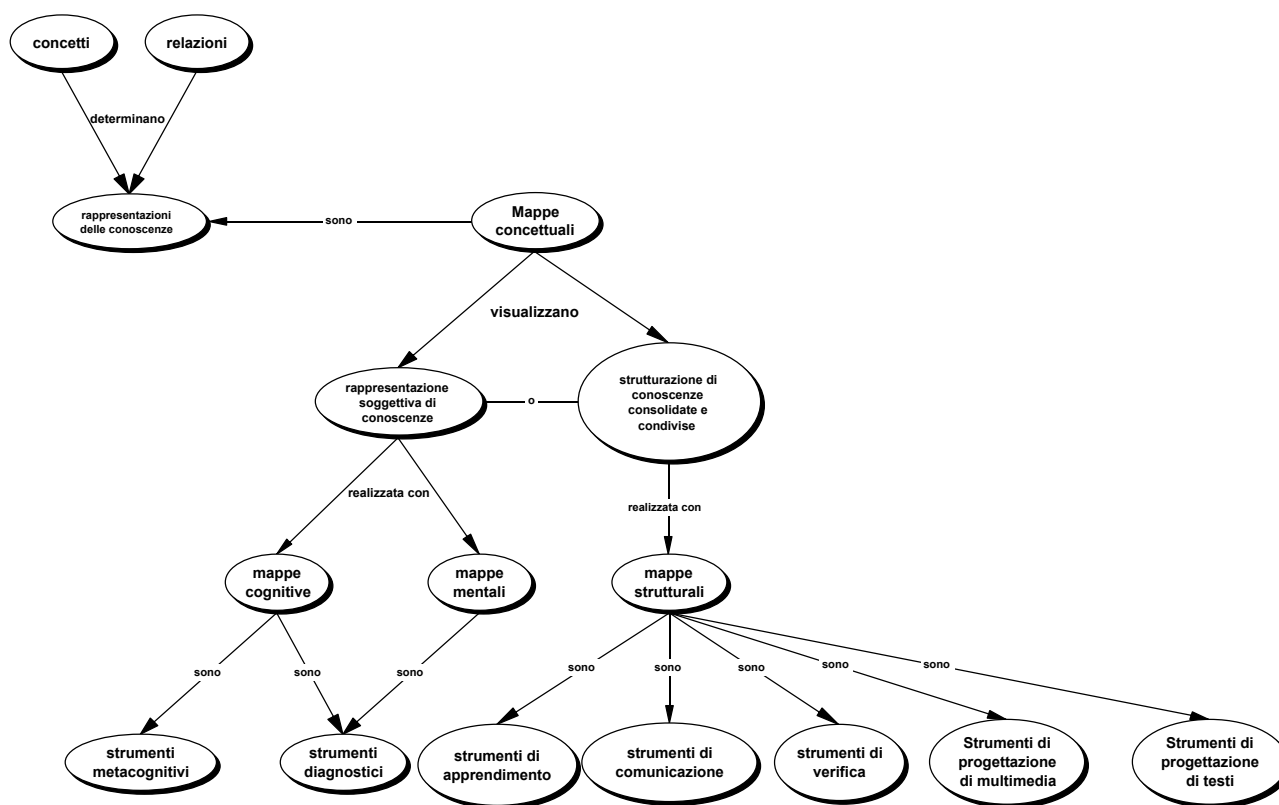 concetti
relazioni
determinano
rappresentazioni
delle conoscenze
sono
Mappe
concettuali
visualizzano
rappresentazione
soggettiva di
conoscenze
o
strutturazione di
conoscenze
consolidate e
condivise
realizzata con
realizzata con
mappe
cognitive
mappe
mentali
mappe
strutturali
sono
sono
sono
sono
sono
sono
sono
sono
strumenti
metacognitivi
strumenti
diagnostici
strumenti di
apprendimento
strumenti di
comunicazione
strumenti di
verifica
Strumenti di
progettazione
di multimedia
Strumenti di
progettazione
di testi